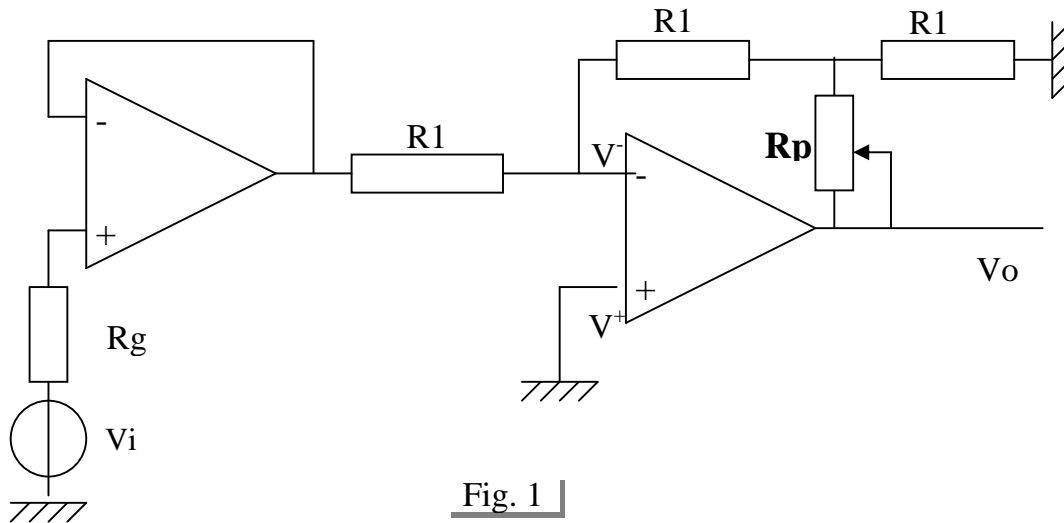 R1
R1
-
R1
Rp
V-
-
+
+
Vo
V+
Rg
Vi
Fig. 1